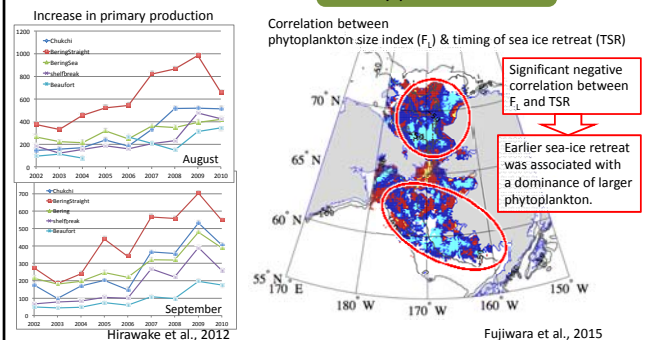 Increase in primary production
1200
1000
800
600
400
200
0
Chukchi
BeringStraight
BeringSea
shelfbreak
Beaufort
August
2002 2003 2004 2005 2006 2007 2008 2009 2010
800
700
600
500
400
300
200
100
0
Chukchi
BeringStraight
Bering
shelfbreak
Beaufort
September
2002 2003 2004 2005 2006 2007 2008 2009 2010
Hirawake et al., 2012
Correlation between
phytoplankton size index (FL) & timing of sea ice retreat (TSR)
70 °N
65 °N
60 °N
55 °N
170 °E
180 °W
170 °W
160 °W
150 °W
Significant negative
correlation between
FL and TSR
Earlier sea-ice retreat
was associated with
a dominance of larger
phytoplankton.
Fujiwara et al., 2015